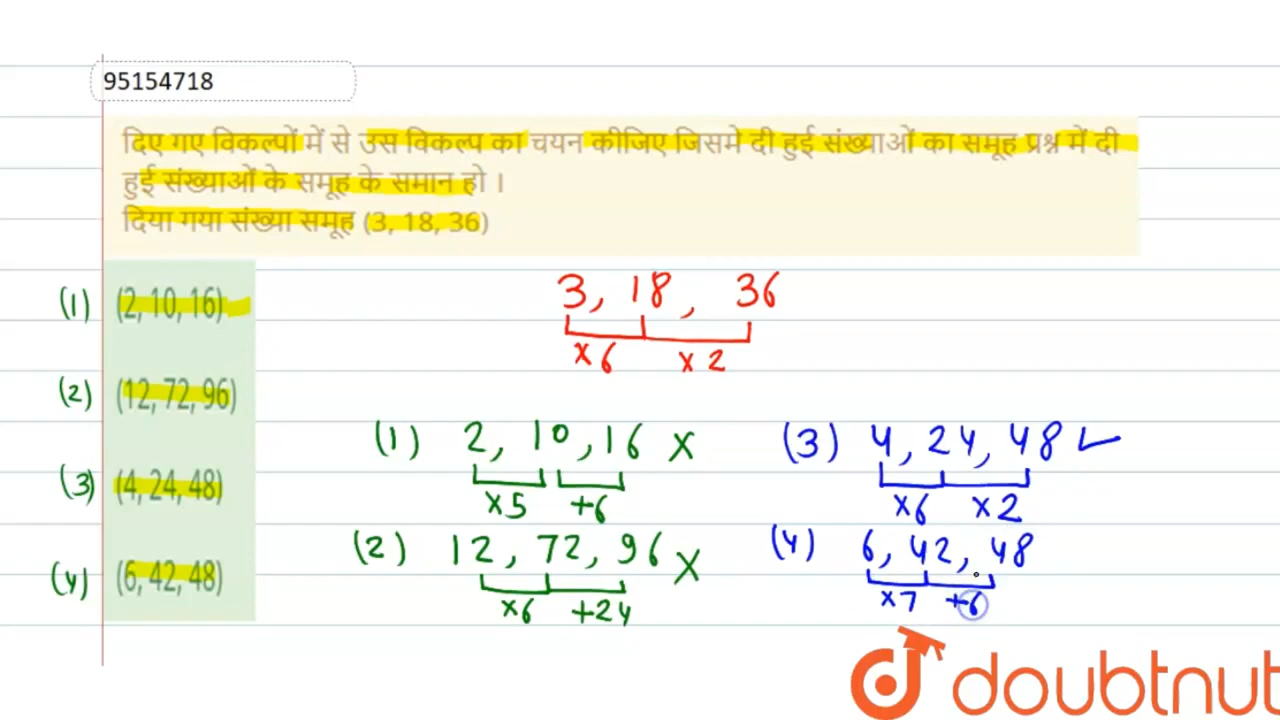 95154718
दिए गए विकल्पों में से उस विकल्प का चयन कीजिए जिसमे दी हुई संख्याओं का समूह प्रश्न में दी
हुई संख्याओं के समूह के समान हो ।
दिया गया संख्या समूह (3, 18, 36)
(1) (2, 10, 16)
(2) (12, 72, 96)
(3) (4, 24, 48)
(4) (6, 42, 48)
3, 18, 36
×6 ×2
(1) 2, 10, 16 ×
×5 +6
(2) 12, 72, 96 ×
×6 +24
(3) 4, 24, 48 ✓
×6 ×2
(4) 6, 42, 48
×7 +6
doubtnut